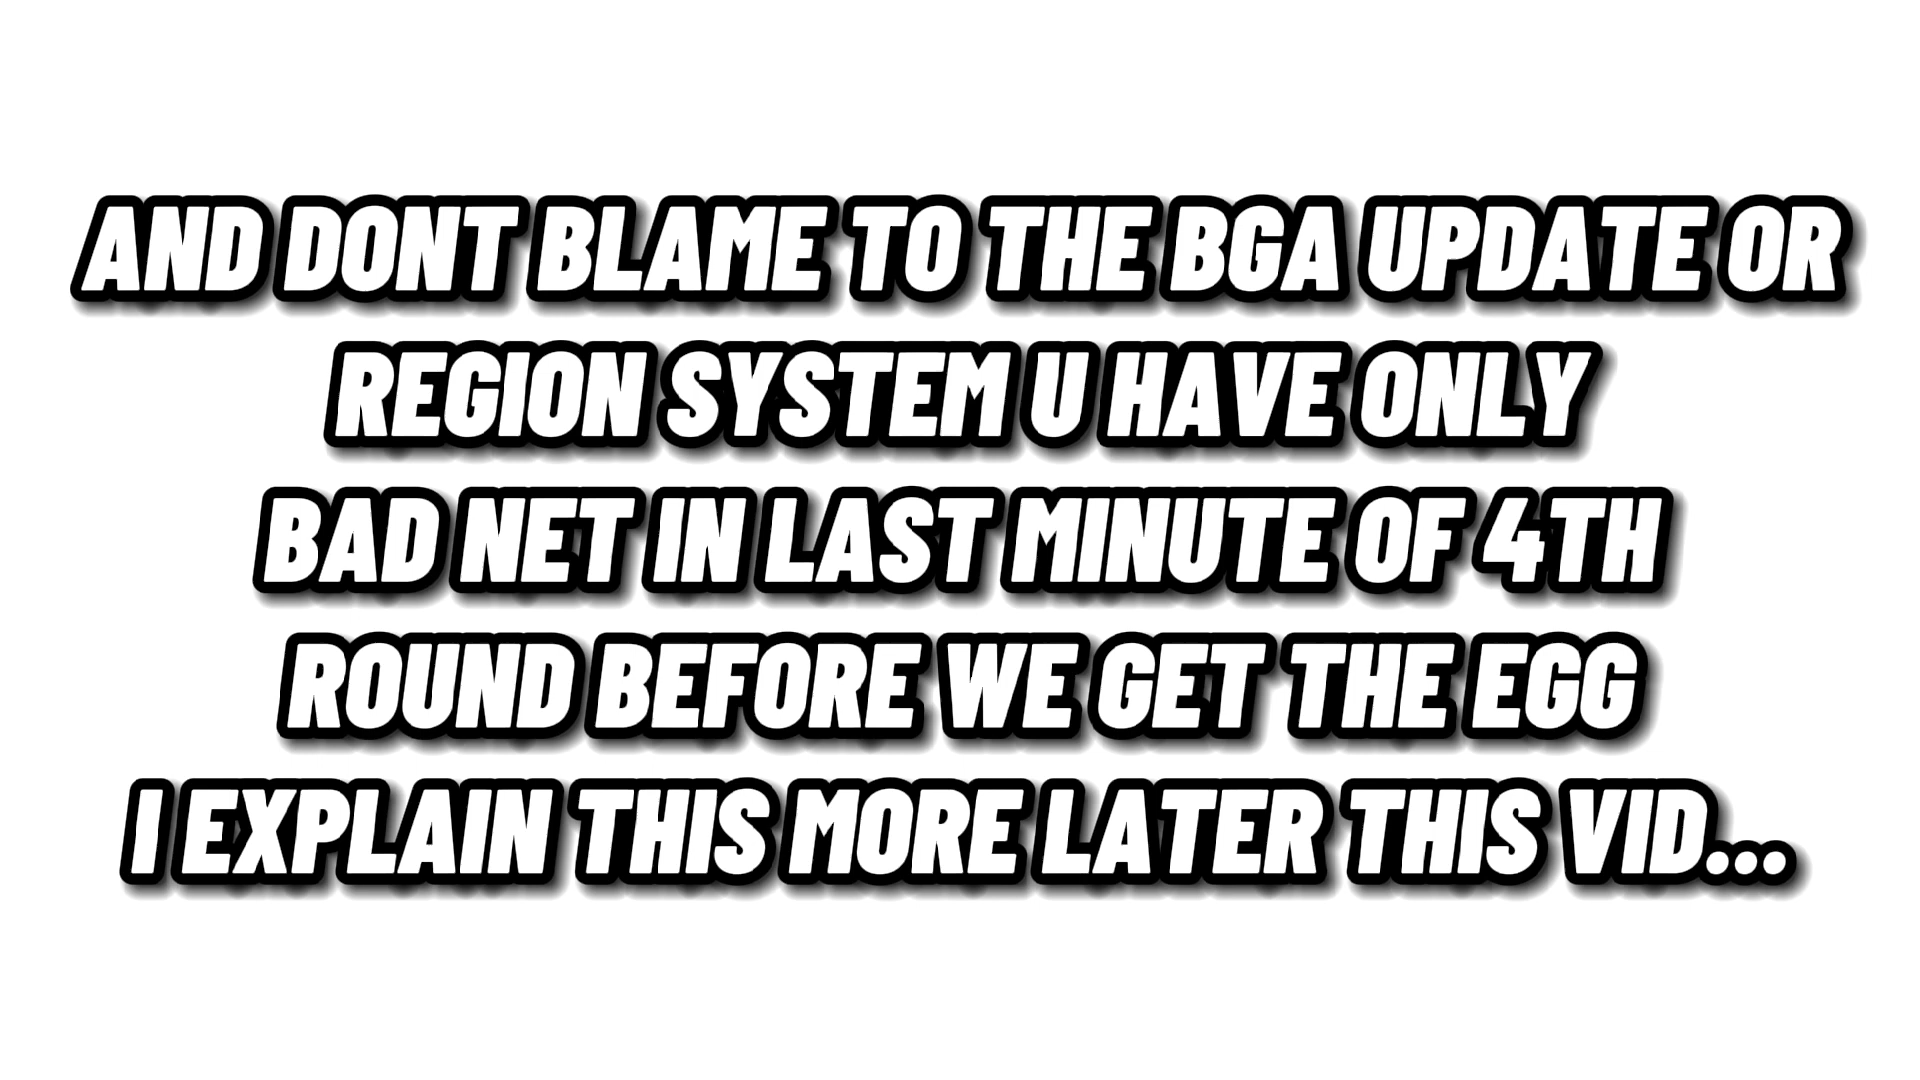 AND DONT BLAME TO THE BGA UPDATE OR
REGION SYSTEM U HAVE ONLY
BAD NET IN LAST MINUTE OF 4TH
ROUND BEFORE WE GET THE EGG
I EXPLAIN THIS MORE LATER THIS VID...